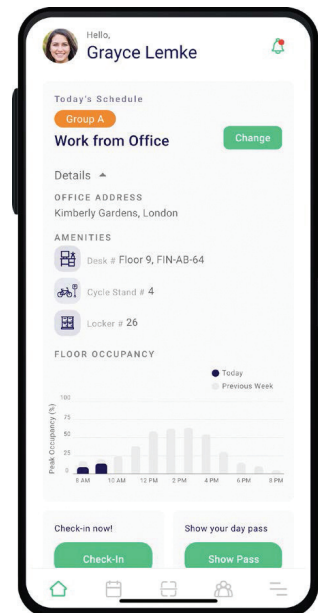 Hello,
Grayce Lemke
Today's Schedule
Group A
Work from Office
Change
Details
OFFICE ADDRESS
Kimberly Gardens, London
AMENITIES
Desk # Floor 9, FIN-AB-64
Cycle Stand # 4
Locker # 26
FLOOR OCCUPANCY
Today
Previous Week
Peak Occupancy (%)
100
75
50
25
0
8 AM 10 AM 12 PM 2 PM 4 PM 6 PM 8 PM
Check-in now! Show your day pass
Check-In Show Pass